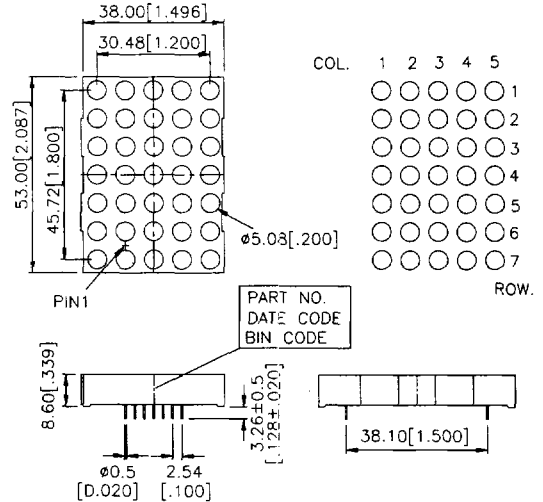 38.00[1.496]
30.48[1.200]
53.00[2.087]
45.72[1.800]
ø5.08[.200]
PIN1
COL. 1 2 3 4 5
1
2
3
4
5
6
7
ROW.
PART NO.
DATE CODE
BIN CODE
8.60[.339]
3.26±0.5
[.128±.020]
ø0.5
[D.020]
2.54
[.100]
38.10[1.500]